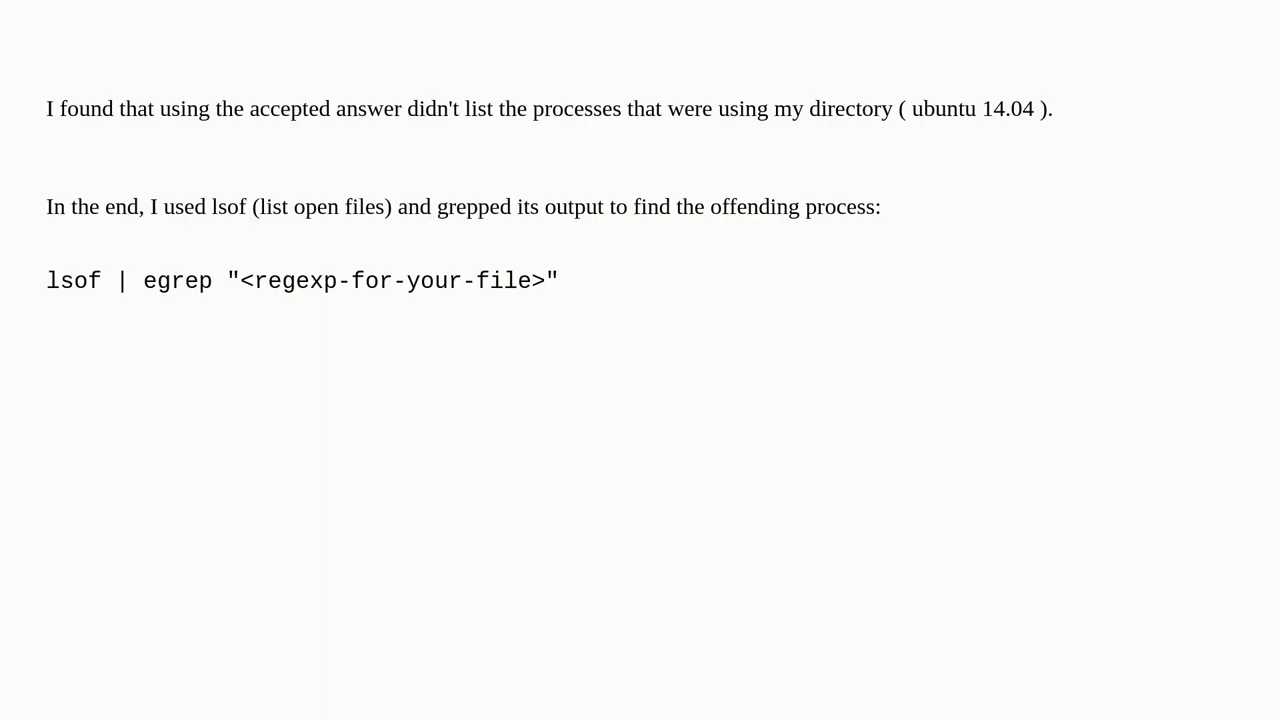 I found that using the accepted answer didn't list the processes that were using my directory ( ubuntu 14.04 ).
In the end, I used lsof (list open files) and grepped its output to find the offending process:
lsof | egrep "<regexp-for-your-file>"